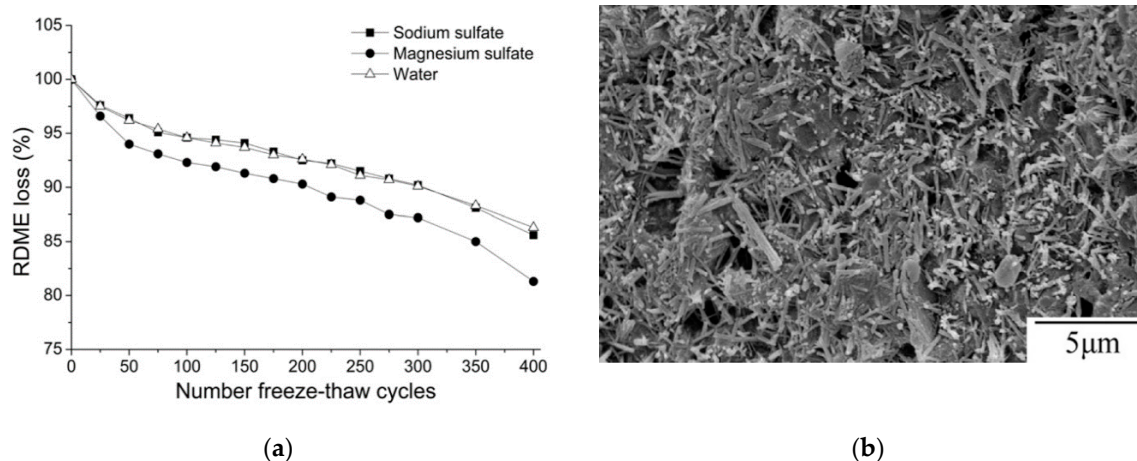 105
100
95
90
85
80
75
RDME loss (%)
0
50
100
150
200
250
300
350
400
Number freeze-thaw cycles
Sodium sulfate
Magnesium sulfate
Water
5μm
(a)
(b)